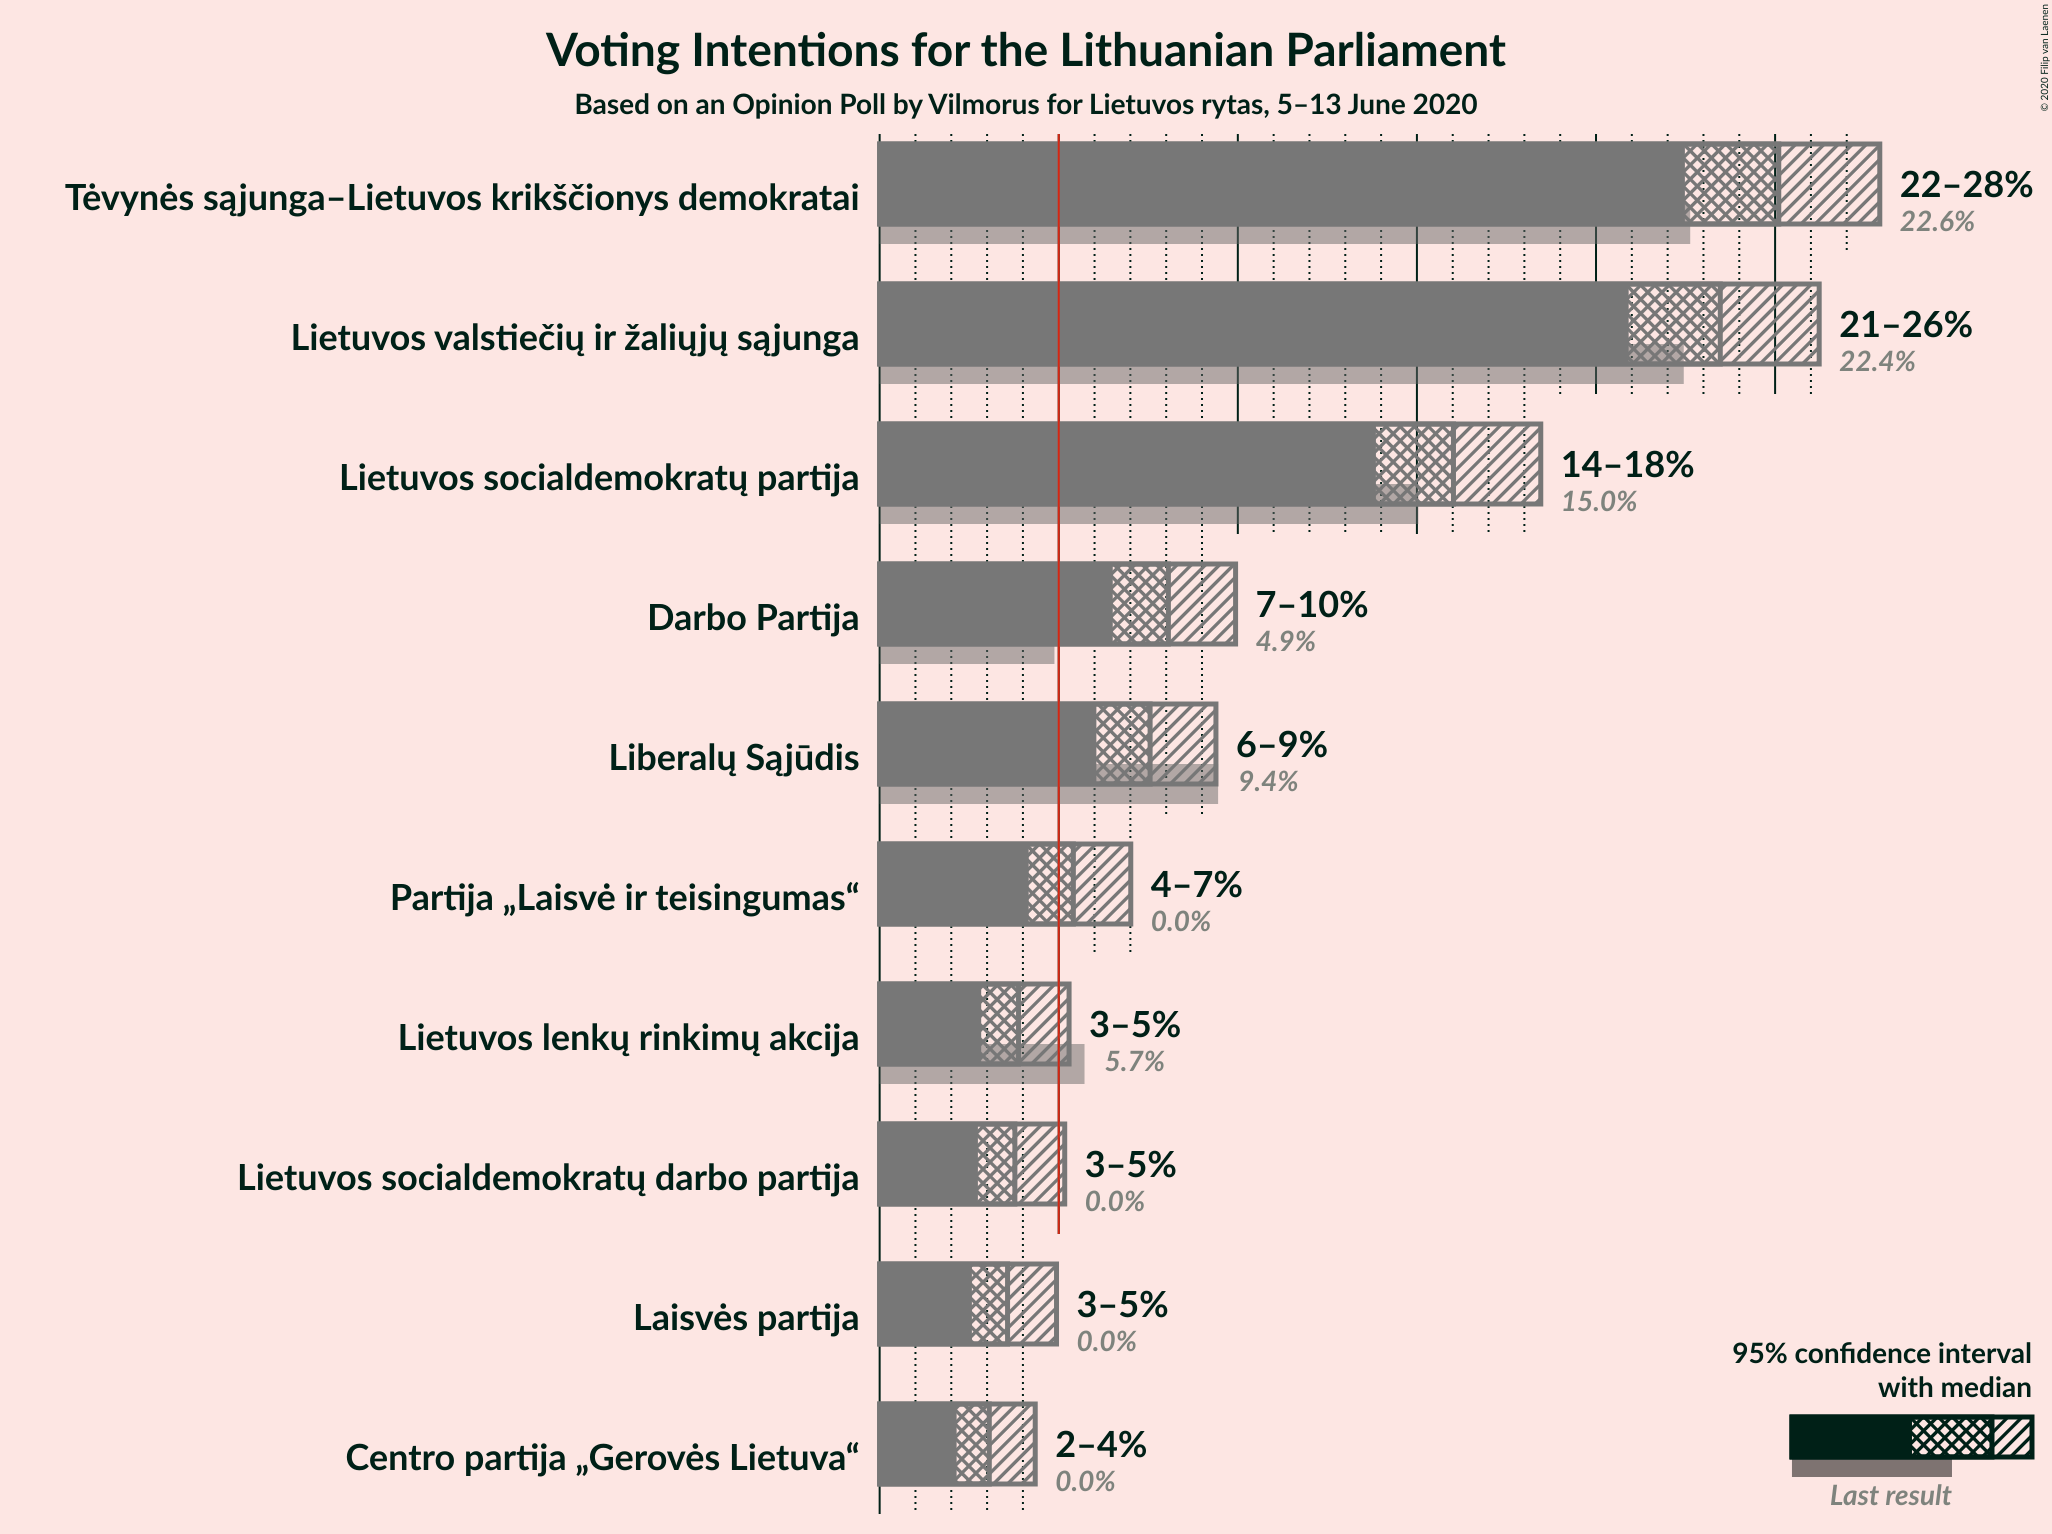 Voting Intentions for the Lithuanian Parliament
Based on an Opinion Poll by Vilmorus for Lietuvos rytas, 5–13 June 2020
© 2020 Filip van Laenen
Tėvynės sąjunga–Lietuvos krikščionys demokratai
22–28%
22.6%
Lietuvos valstiečių ir žaliųjų sąjunga
21–26%
22.4%
Lietuvos socialdemokratų partija
14–18%
15.0%
Darbo Partija
7–10%
4.9%
Liberalų Sąjūdis
6–9%
9.4%
Partija „Laisvė ir teisingumas“
4–7%
0.0%
Lietuvos lenkų rinkimų akcija
3–5%
5.7%
Lietuvos socialdemokratų darbo partija
3–5%
0.0%
Laisvės partija
3–5%
0.0%
Centro partija „Gerovės Lietuva“
2–4%
0.0%
95% confidence interval
with median
Last result